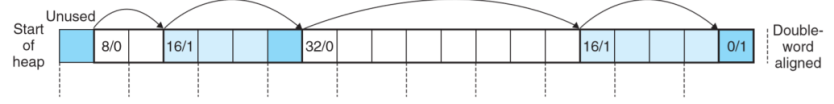 Unused
Start
of
heap
8/0
16/1
32/0
16/1
0/1
Double-
word
aligned